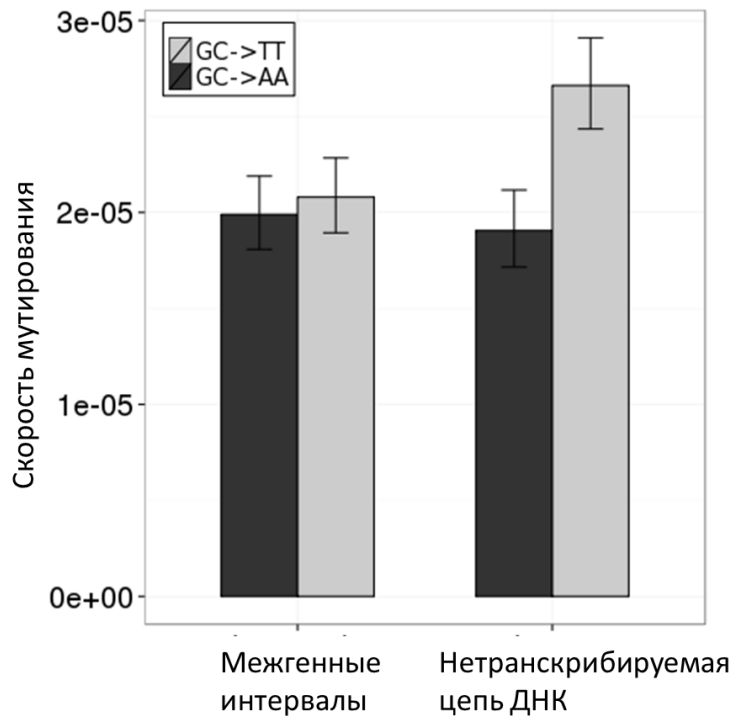 3e-05
GC->TT
GC->AA
2e-05
Скорость мутирования
1e-05
0e+00
Межгенные
интервалы
Нетранскрибируемая
цепь ДНК